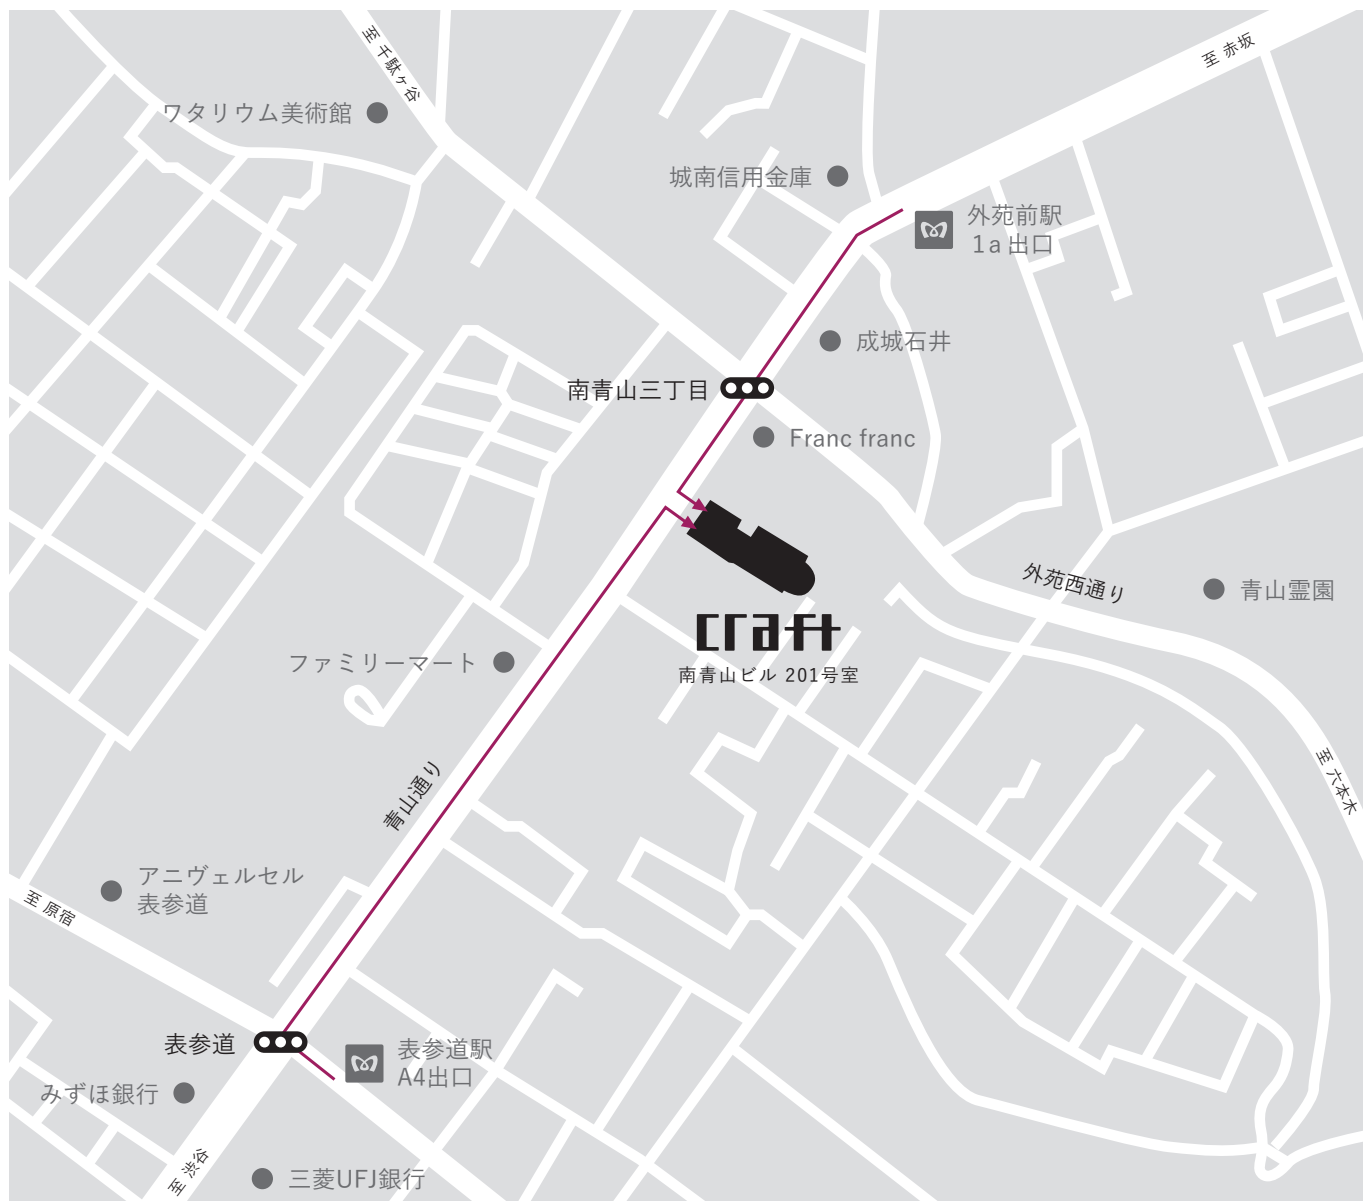 至 千駄ヶ谷
至 赤坂
ワタリウム美術館
城南信用金庫
外苑前駅
1a 出口
成城石井
南青山三丁目
Franc franc
外苑西通り
青山霊園
craft
南青山ビル 201号室
ファミリーマート
青山通り
至 六本木
アニヴェルセル
表参道
至 原宿
表参道
表参道駅
A4出口
みずほ銀行
至 渋谷
三菱UFJ銀行